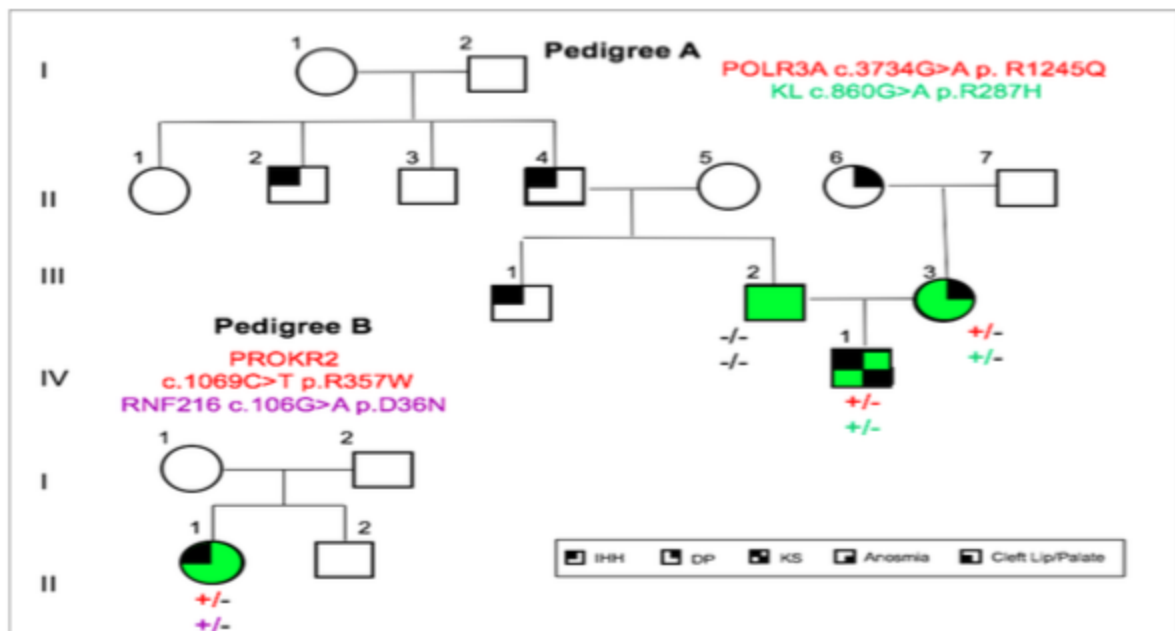 1 2 Pedigree A
I
POLR3A c.3734G>A p. R1245Q
KL c.860G>A p.R287H
1 2 3 4 5 6 7
II
III
1 2 3
Pedigree B
-/- +/-
-/- +/-
1
IV
PROKR2
c.1069C>T p.R357W
RNF216 c.106G>A p.D36N
+/-
+/-
1 2
I
1 2
II
IHH DP KS Anosmia Cleft Lip/Palate
+/-
+/-